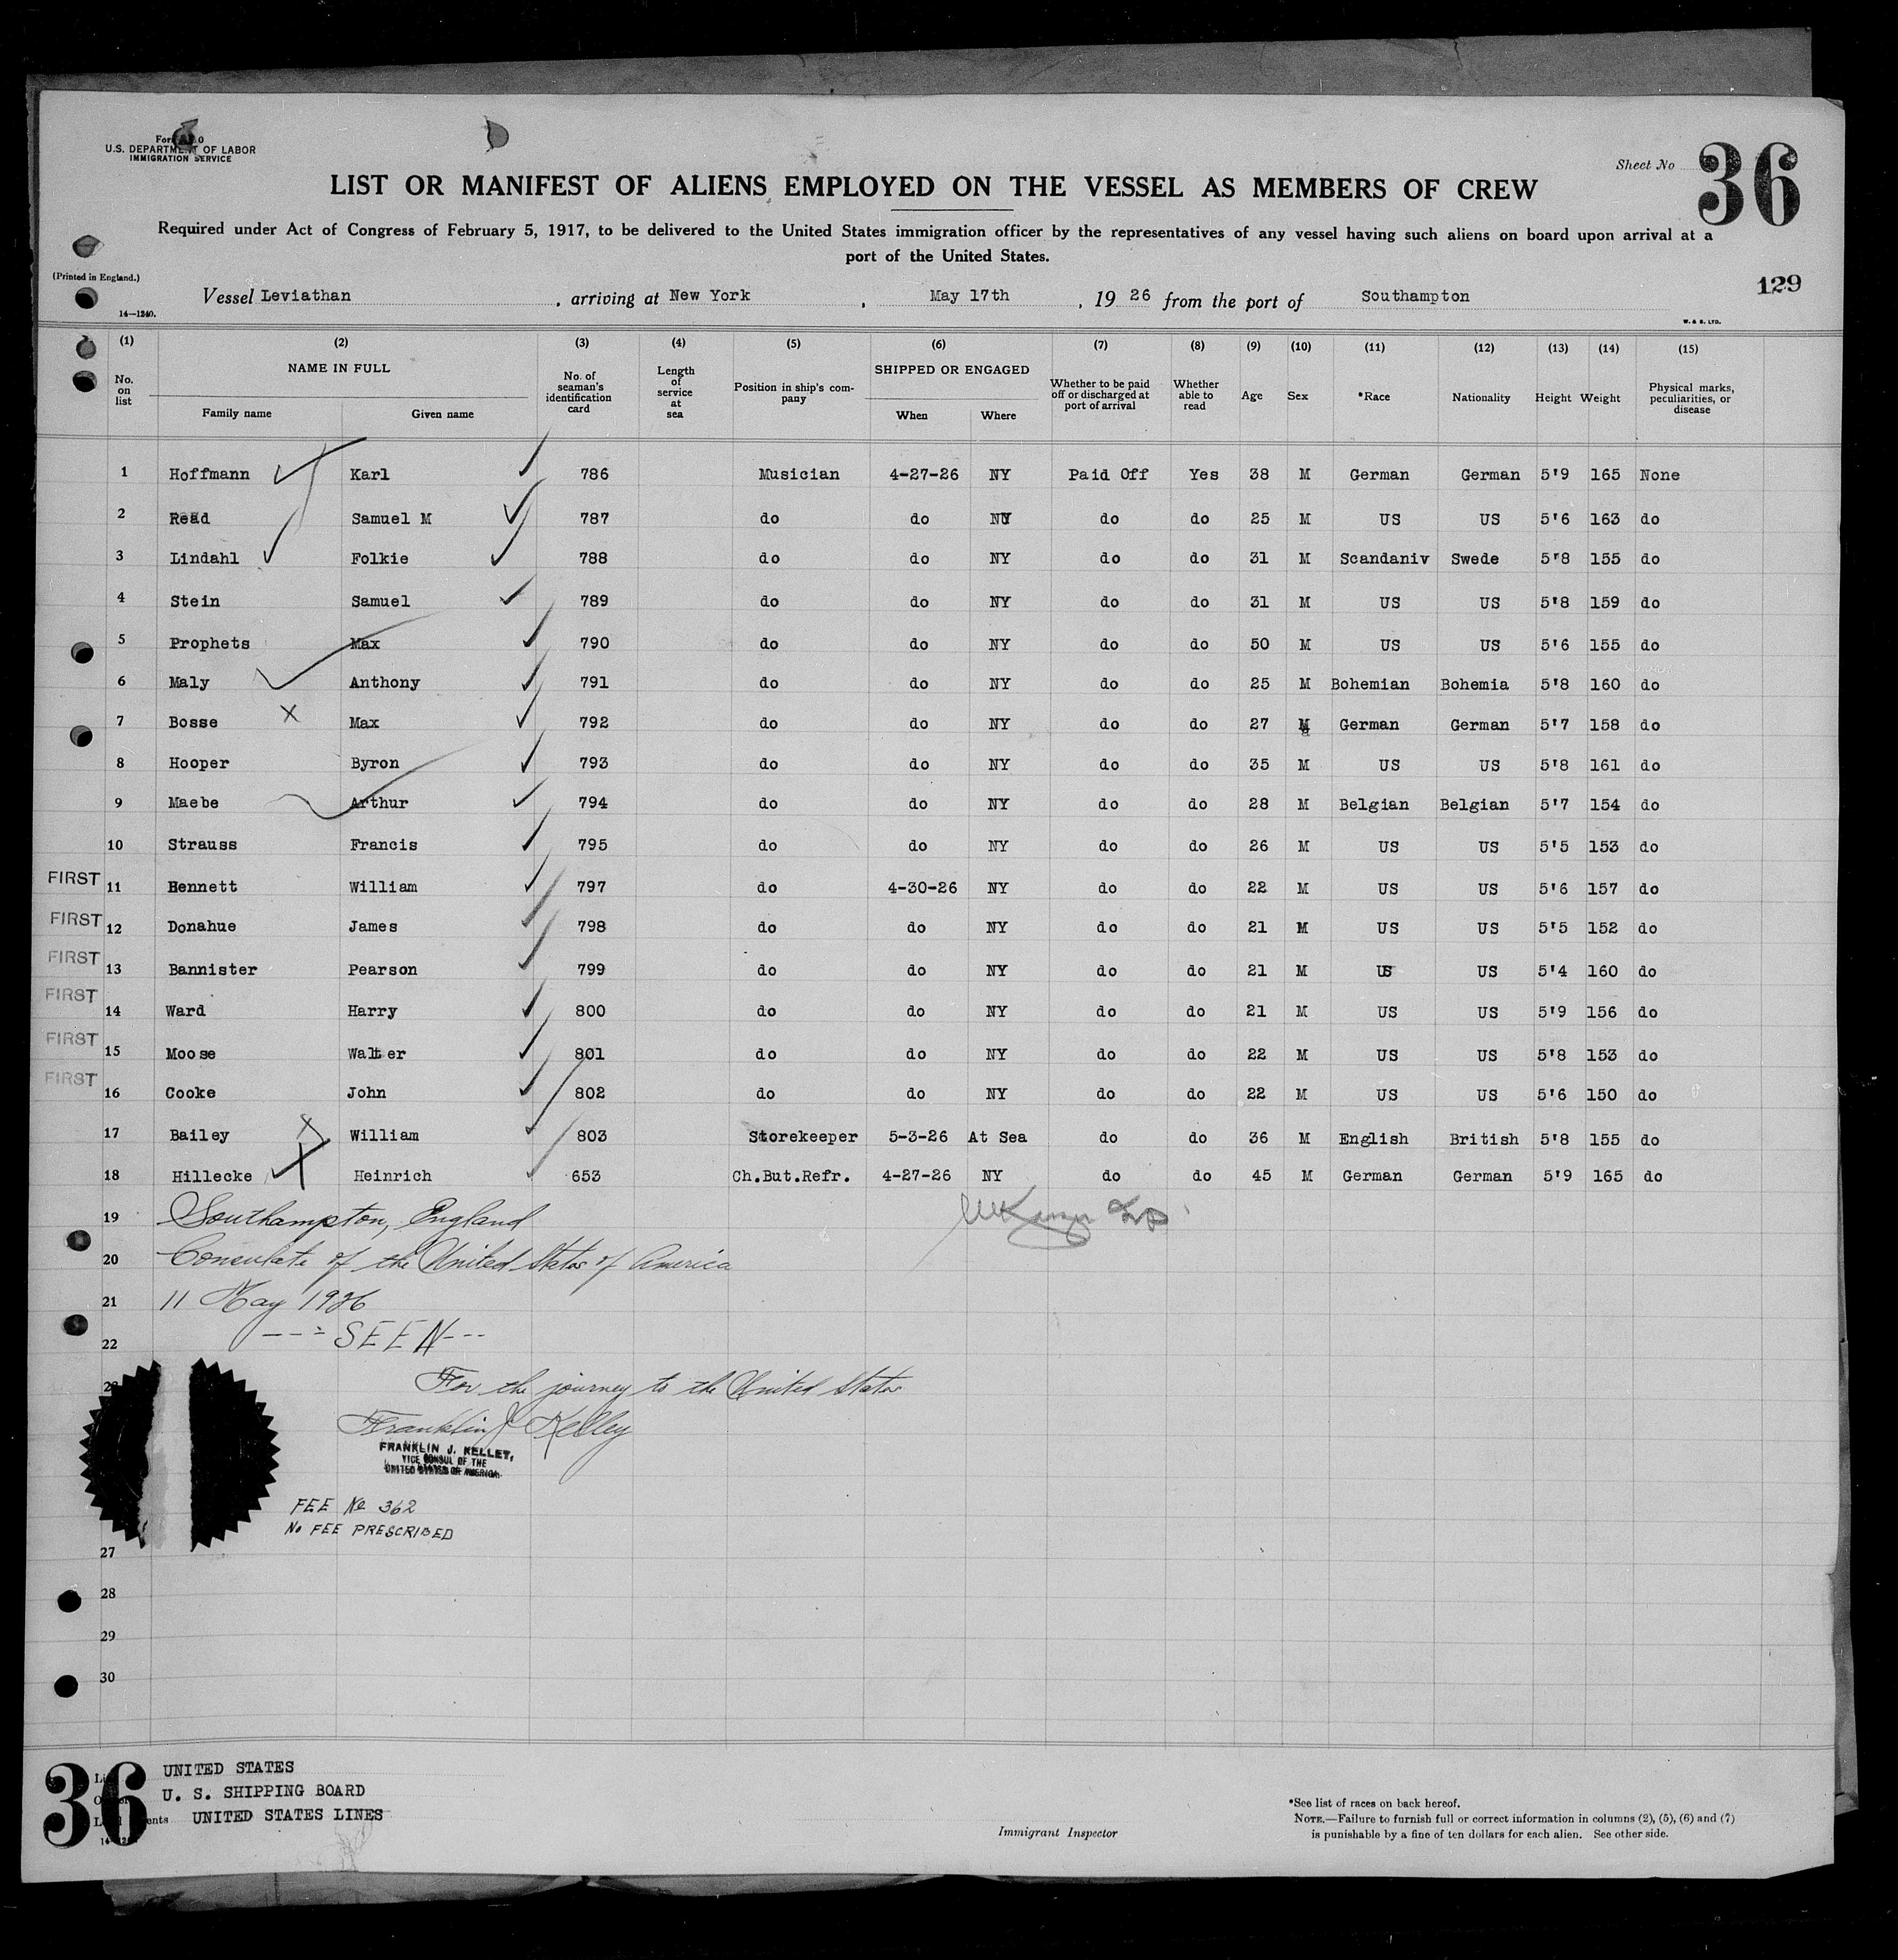 U.S. DEPARTMENT OF LABOR
IMMIGRATION SERVICE
Sheet No 36
LIST OR MANIFEST OF ALIENS EMPLOYED ON THE VESSEL AS MEMBERS OF CREW
Required under Act of Congress of February 5, 1917, to be delivered to the United States immigration officer by the representatives of any vessel having such aliens on board upon arrival at a
port of the United States.
(Printed in England.)
129
Vessel Leviathan, arriving at New York, May 17th, 19 26 from the port of Southampton
14—1240.
W. & S. LTD.
(1) (2) (3) (4) (5) (6) (7) (8) (9) (10) (11) (12) (13) (14) (15)
No. on list NAME IN FULL Family name Given name No. of seaman's identification card Length of service at sea Position in ship's company SHIPPED OR ENGAGED When Where Whether to be paid off or discharged at port of arrival Whether able to read Age Sex *Race Nationality Height Weight Physical marks, peculiarities, or disease
1 Hoffmann Karl 786 Musician 4-27-26 NY Paid Off Yes 38 M German German 5'9 165 None
2 Read Samuel M 787 do do NY do do 25 M US US 5'6 163 do
3 Lindahl Folkie 788 do do NY do do 31 M Scandaniv Swede 5'8 155 do
4 Stein Samuel 789 do do NY do do 31 M US US 5'8 159 do
5 Prophets Max 790 do do NY do do 50 M US US 5'6 155 do
6 Maly Anthony 791 do do NY do do 25 M Bohemian Bohemia 5'8 160 do
7 Bosse X Max 792 do do NY do do 27 M German German 5'7 158 do
8 Hooper Byron 793 do do NY do do 35 M US US 5'8 161 do
9 Maebe Arthur 794 do do NY do do 28 M Belgian Belgian 5'7 154 do
10 Strauss Francis 795 do do NY do do 26 M US US 5'5 153 do
FIRST 11 Bennett William 797 do 4-30-26 NY do do 22 M US US 5'6 157 do
FIRST 12 Donahue James 798 do do NY do do 21 M US US 5'5 152 do
FIRST 13 Bannister Pearson 799 do do NY do do 21 M US US 5'4 160 do
FIRST 14 Ward Harry 800 do do NY do do 21 M US US 5'9 156 do
FIRST 15 Moose Walter 801 do do NY do do 22 M US US 5'8 153 do
FIRST 16 Cooke John 802 do do NY do do 22 M US US 5'6 150 do
17 Bailey X William 803 Storekeeper 5-3-26 At Sea do do 36 M English British 5'8 155 do
18 Hillecke X Heinrich 653 Ch.But.Refr. 4-27-26 NY do do 45 M German German 5'9 165 do
19 Southampton, England
20 Consulate of the United States of America
21 11 May 1926
22 ---SEEN---
For the journey to the United States
Franklin J Kelley
FRANKLIN J. KELLEY,
VICE CONSUL OF THE
UNITED STATES OF AMERICA.
FEE No 362
No FEE PRESCRIBED
27
28
29
30
36
UNITED STATES
U. S. SHIPPING BOARD
UNITED STATES LINES
Immigrant Inspector
*See list of races on back hereof.
NOTE.—Failure to furnish full or correct information in columns (2), (5), (6) and (7)
is punishable by a fine of ten dollars for each alien. See other side.